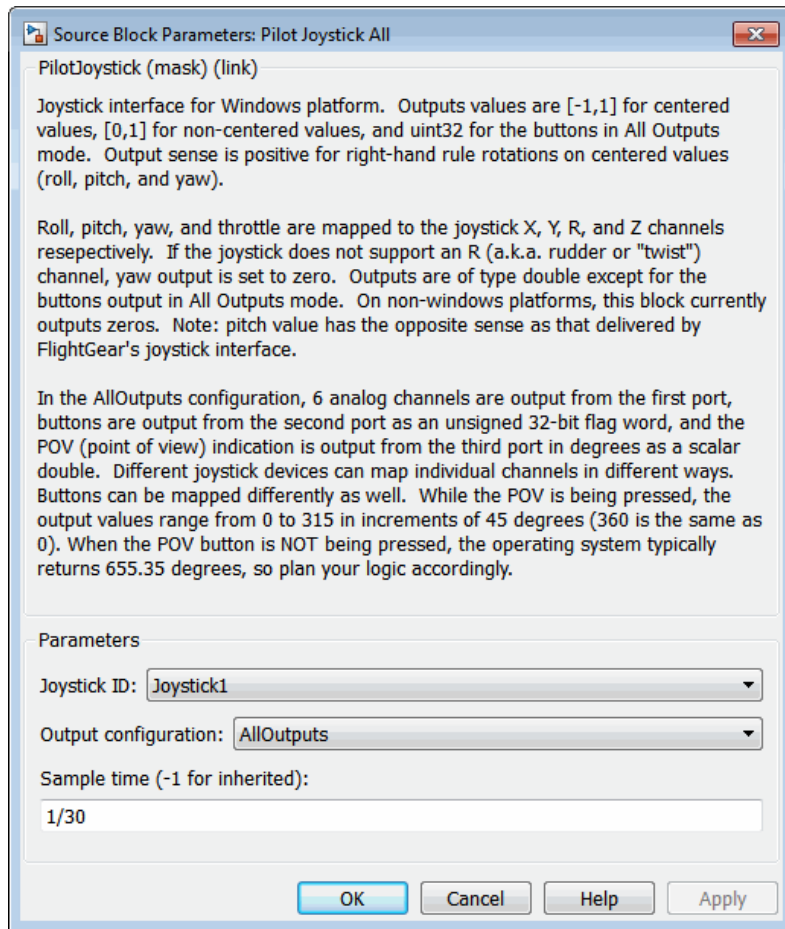 Source Block Parameters: Pilot Joystick All
PilotJoystick (mask) (link)
Joystick interface for Windows platform.  Outputs values are [-1,1] for centered
values, [0,1] for non-centered values, and uint32 for the buttons in All Outputs
mode.  Output sense is positive for right-hand rule rotations on centered values
(roll, pitch, and yaw).
Roll, pitch, yaw, and throttle are mapped to the joystick X, Y, R, and Z channels
resepectively.  If the joystick does not support an R (a.k.a. rudder or "twist")
channel, yaw output is set to zero.  Outputs are of type double except for the
buttons output in All Outputs mode.  On non-windows platforms, this block currently
outputs zeros.  Note: pitch value has the opposite sense as that delivered by
FlightGear's joystick interface.
In the AllOutputs configuration, 6 analog channels are output from the first port,
buttons are output from the second port as an unsigned 32-bit flag word, and the
POV (point of view) indication is output from the third port in degrees as a scalar
double.  Different joystick devices can map individual channels in different ways.
Buttons can be mapped differently as well.  While the POV is being pressed, the
output values range from 0 to 315 in increments of 45 degrees (360 is the same as
0). When the POV button is NOT being pressed, the operating system typically
returns 655.35 degrees, so plan your logic accordingly.
Parameters
Joystick ID: Joystick1
Output configuration: AllOutputs
Sample time (-1 for inherited):
1/30
OK Cancel Help Apply